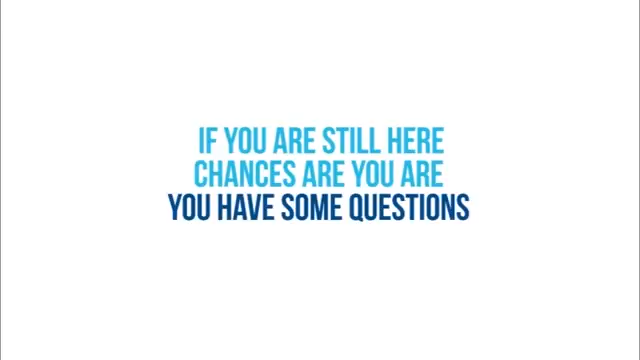 IF YOU ARE STILL HERE
CHANCES ARE YOU ARE
YOU HAVE SOME QUESTIONS